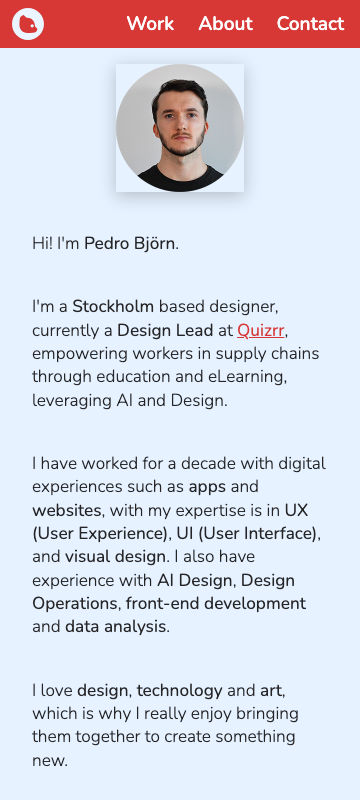 Work About Contact
Hi! I'm Pedro Björn.
I'm a Stockholm based designer,
currently a Design Lead at Quizrr,
empowering workers in supply chains
through education and eLearning,
leveraging AI and Design.
I have worked for a decade with digital
experiences such as apps and
websites, with my expertise is in UX
(User Experience), UI (User Interface),
and visual design. I also have
experience with AI Design, Design
Operations, front-end development
and data analysis.
I love design, technology and art,
which is why I really enjoy bringing
them together to create something
new.